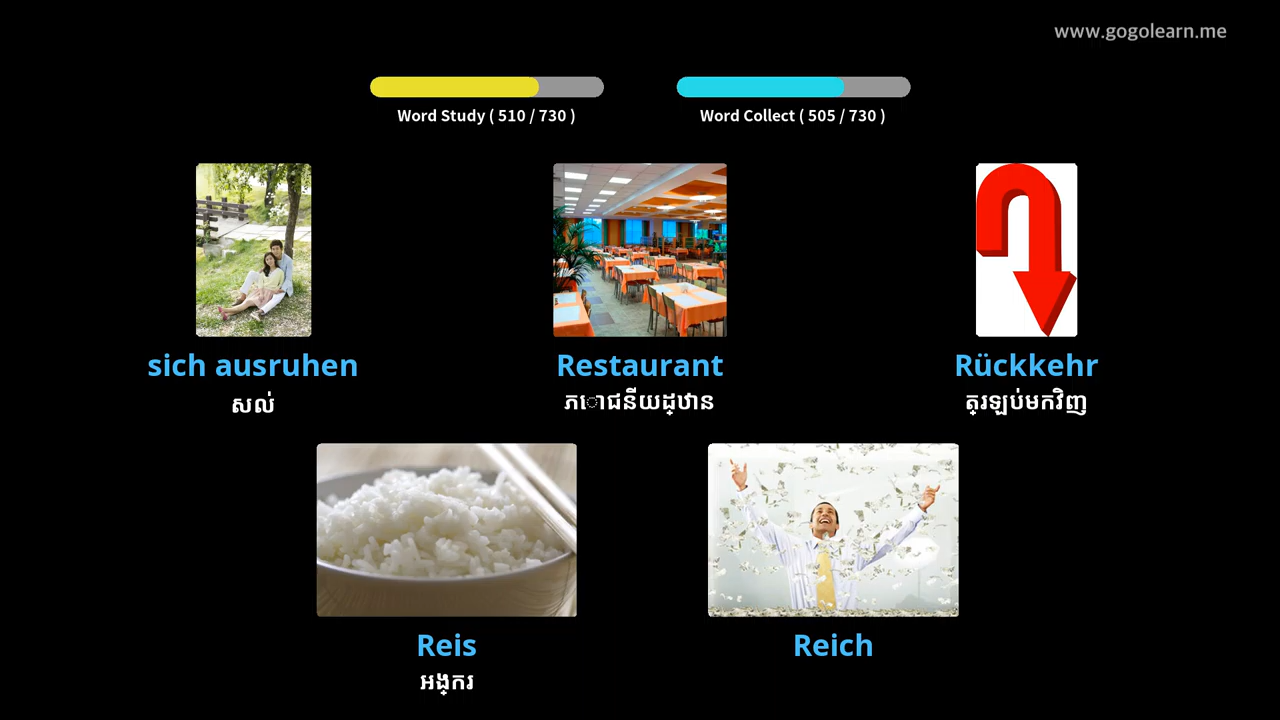 www.gogolearn.me
Word Study ( 510 / 730 )
Word Collect ( 505 / 730 )
sich ausruhen
សល់
Restaurant
ភោជនីយដ្ឋាន
Rückkehr
ត្រឡប់មកវិញ
Reis
អង្ករ
Reich